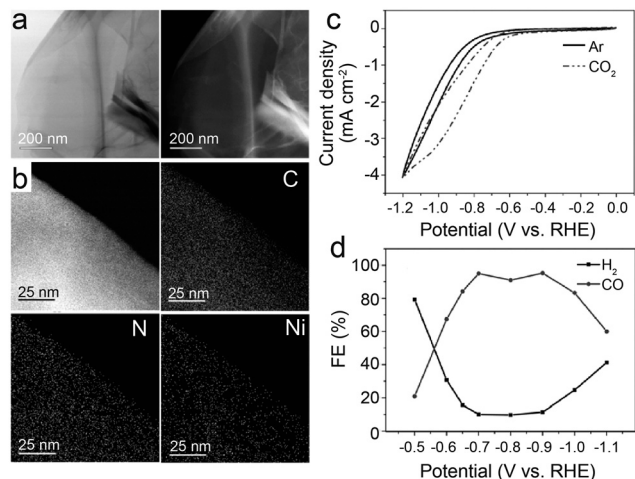 a
200 nm
200 nm
b
25 nm
C
25 nm
N
25 nm
Ni
25 nm
c
Current density
(mA cm⁻²)
0
-1
-2
-3
-4
Ar
CO₂
-1.2 -1.0 -0.8 -0.6 -0.4 -0.2 0.0
Potential (V vs. RHE)
d
FE (%)
100
80
60
40
20
0
H₂
CO
-0.5 -0.6 -0.7 -0.8 -0.9 -1.0 -1.1
Potential (V vs. RHE)